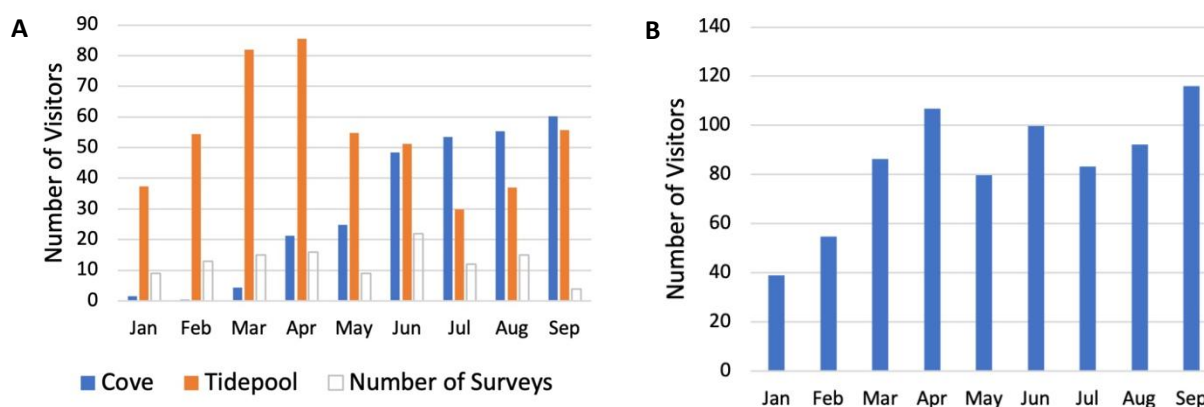 A
Number of Visitors
90
80
70
60
50
40
30
20
10
0
Jan Feb Mar Apr May Jun Jul Aug Sep
Cove Tidepool Number of Surveys
B
Number of Visitors
140
120
100
80
60
40
20
0
Jan Feb Mar Apr May Jun Jul Aug Sep